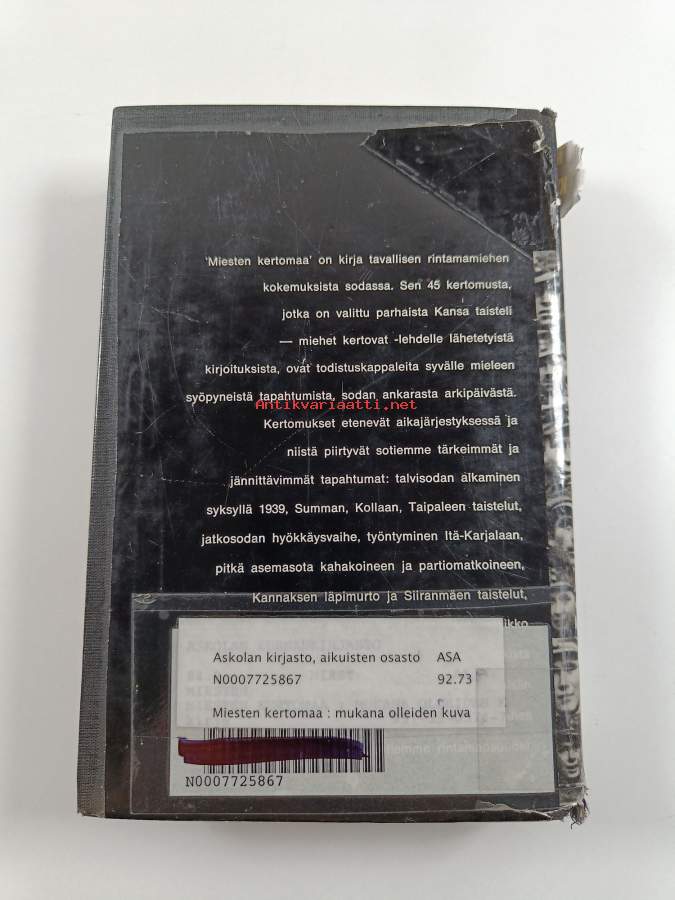 'Miesten kertomaa' on kirja tavallisen rintamamiehen
kokemuksista sodassa. Sen 45 kertomusta,
jotka on valittu parhaista Kansa taisteli
— miehet kertovat -lehdelle lähetetyistä
kirjoituksista, ovat todistuskappaleita syvälle mieleen
syöpyneistä tapahtumista, sodan ankarasta arkipäivästä.
Antikvariaatti.net
Kertomukset etenevät aikajärjestyksessä ja
niistä piirtyvät sotiemme tärkeimmät ja
jännittävimmät tapahtumat: talvisodan alkaminen
syksyllä 1939, Summan, Kollaan, Taipaleen taistelut,
jatkosodan hyökkäysvaihe, työntyminen Itä-Karjalaan,
pitkä asemasota kahakoineen ja partiomatkoineen,
Kannaksen läpimurto ja Siiranmäen taistelut,
Askolan kirjasto, aikuisten osasto ASA
N0007725867 92.73
Miesten kertomaa : mukana olleiden kuva
N0007725867